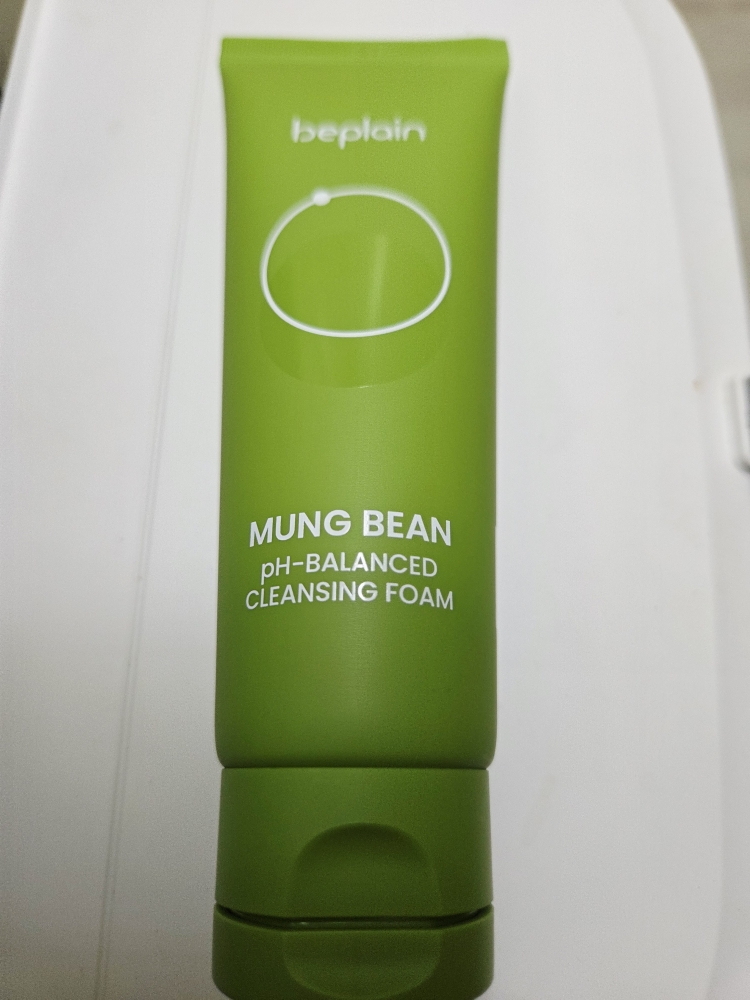 beplain
MUNG BEAN
pH-BALANCED
CLEANSING FOAM